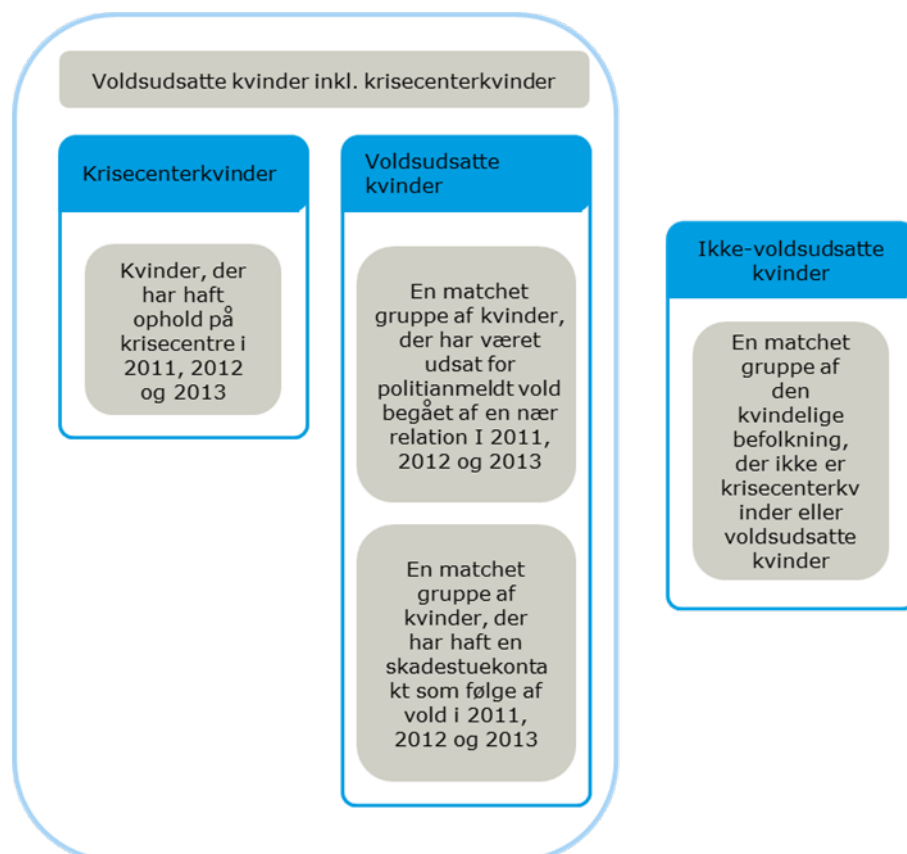 Voldsudsatte kvinder inkl. krisecenterkvinder
Krisecenterkvinder
Kvinder, der
har haft
ophold på
krisecentre i
2011, 2012
og 2013
Voldsudsatte
kvinder
En matchet
gruppe af kvinder,
der har været
udsat for
politianmeldt vold
begået af en nær
relation I 2011,
2012 og 2013
En matchet
gruppe af
kvinder, der
har haft en
skadestuekonta
kt som følge af
vold i 2011,
2012 og 2013
Ikke-voldsudsatte
kvinder
En matchet
gruppe af
den
kvindelige
befolkning,
der ikke er
krisecenterkv
inder eller
voldsudsatte
kvinder